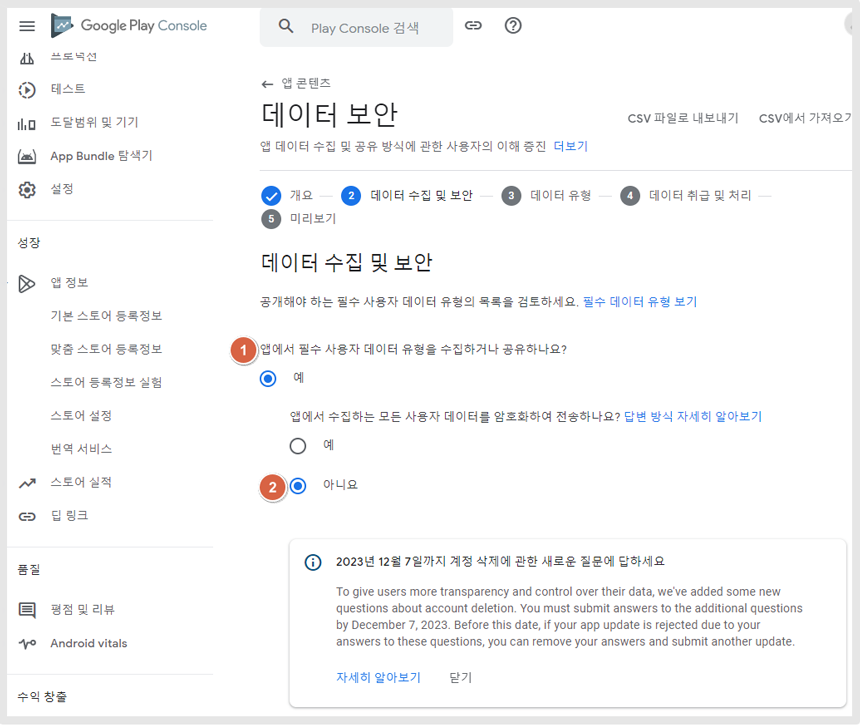 Google Play Console
Play Console 검색
프로덕션
테스트
도달범위 및 기기
App Bundle 탐색기
설정
성장
앱 정보
기본 스토어 등록정보
맞춤 스토어 등록정보
스토어 등록정보 실험
스토어 설정
번역 서비스
스토어 실적
딥 링크
품질
평점 및 리뷰
Android vitals
수익 창출
앱 콘텐츠
데이터 보안
CSV 파일로 내보내기 CSV에서 가져오기
앱 데이터 수집 및 공유 방식에 관한 사용자의 이해 증진 더보기
개요 2 데이터 수집 및 보안 3 데이터 유형 4 데이터 취급 및 처리
5 미리보기
데이터 수집 및 보안
공개해야 하는 필수 사용자 데이터 유형의 목록을 검토하세요. 필수 데이터 유형 보기
1 앱에서 필수 사용자 데이터 유형을 수집하거나 공유하나요?
예
앱에서 수집하는 모든 사용자 데이터를 암호화하여 전송하나요? 답변 방식 자세히 알아보기
예
2 아니요
2023년 12월 7일까지 계정 삭제에 관한 새로운 질문에 답하세요
To give users more transparency and control over their data, we've added some new
questions about account deletion. You must submit answers to the additional questions
by December 7, 2023. Before this date, if your app update is rejected due to your
answers to these questions, you can remove your answers and submit another update.
자세히 알아보기 닫기